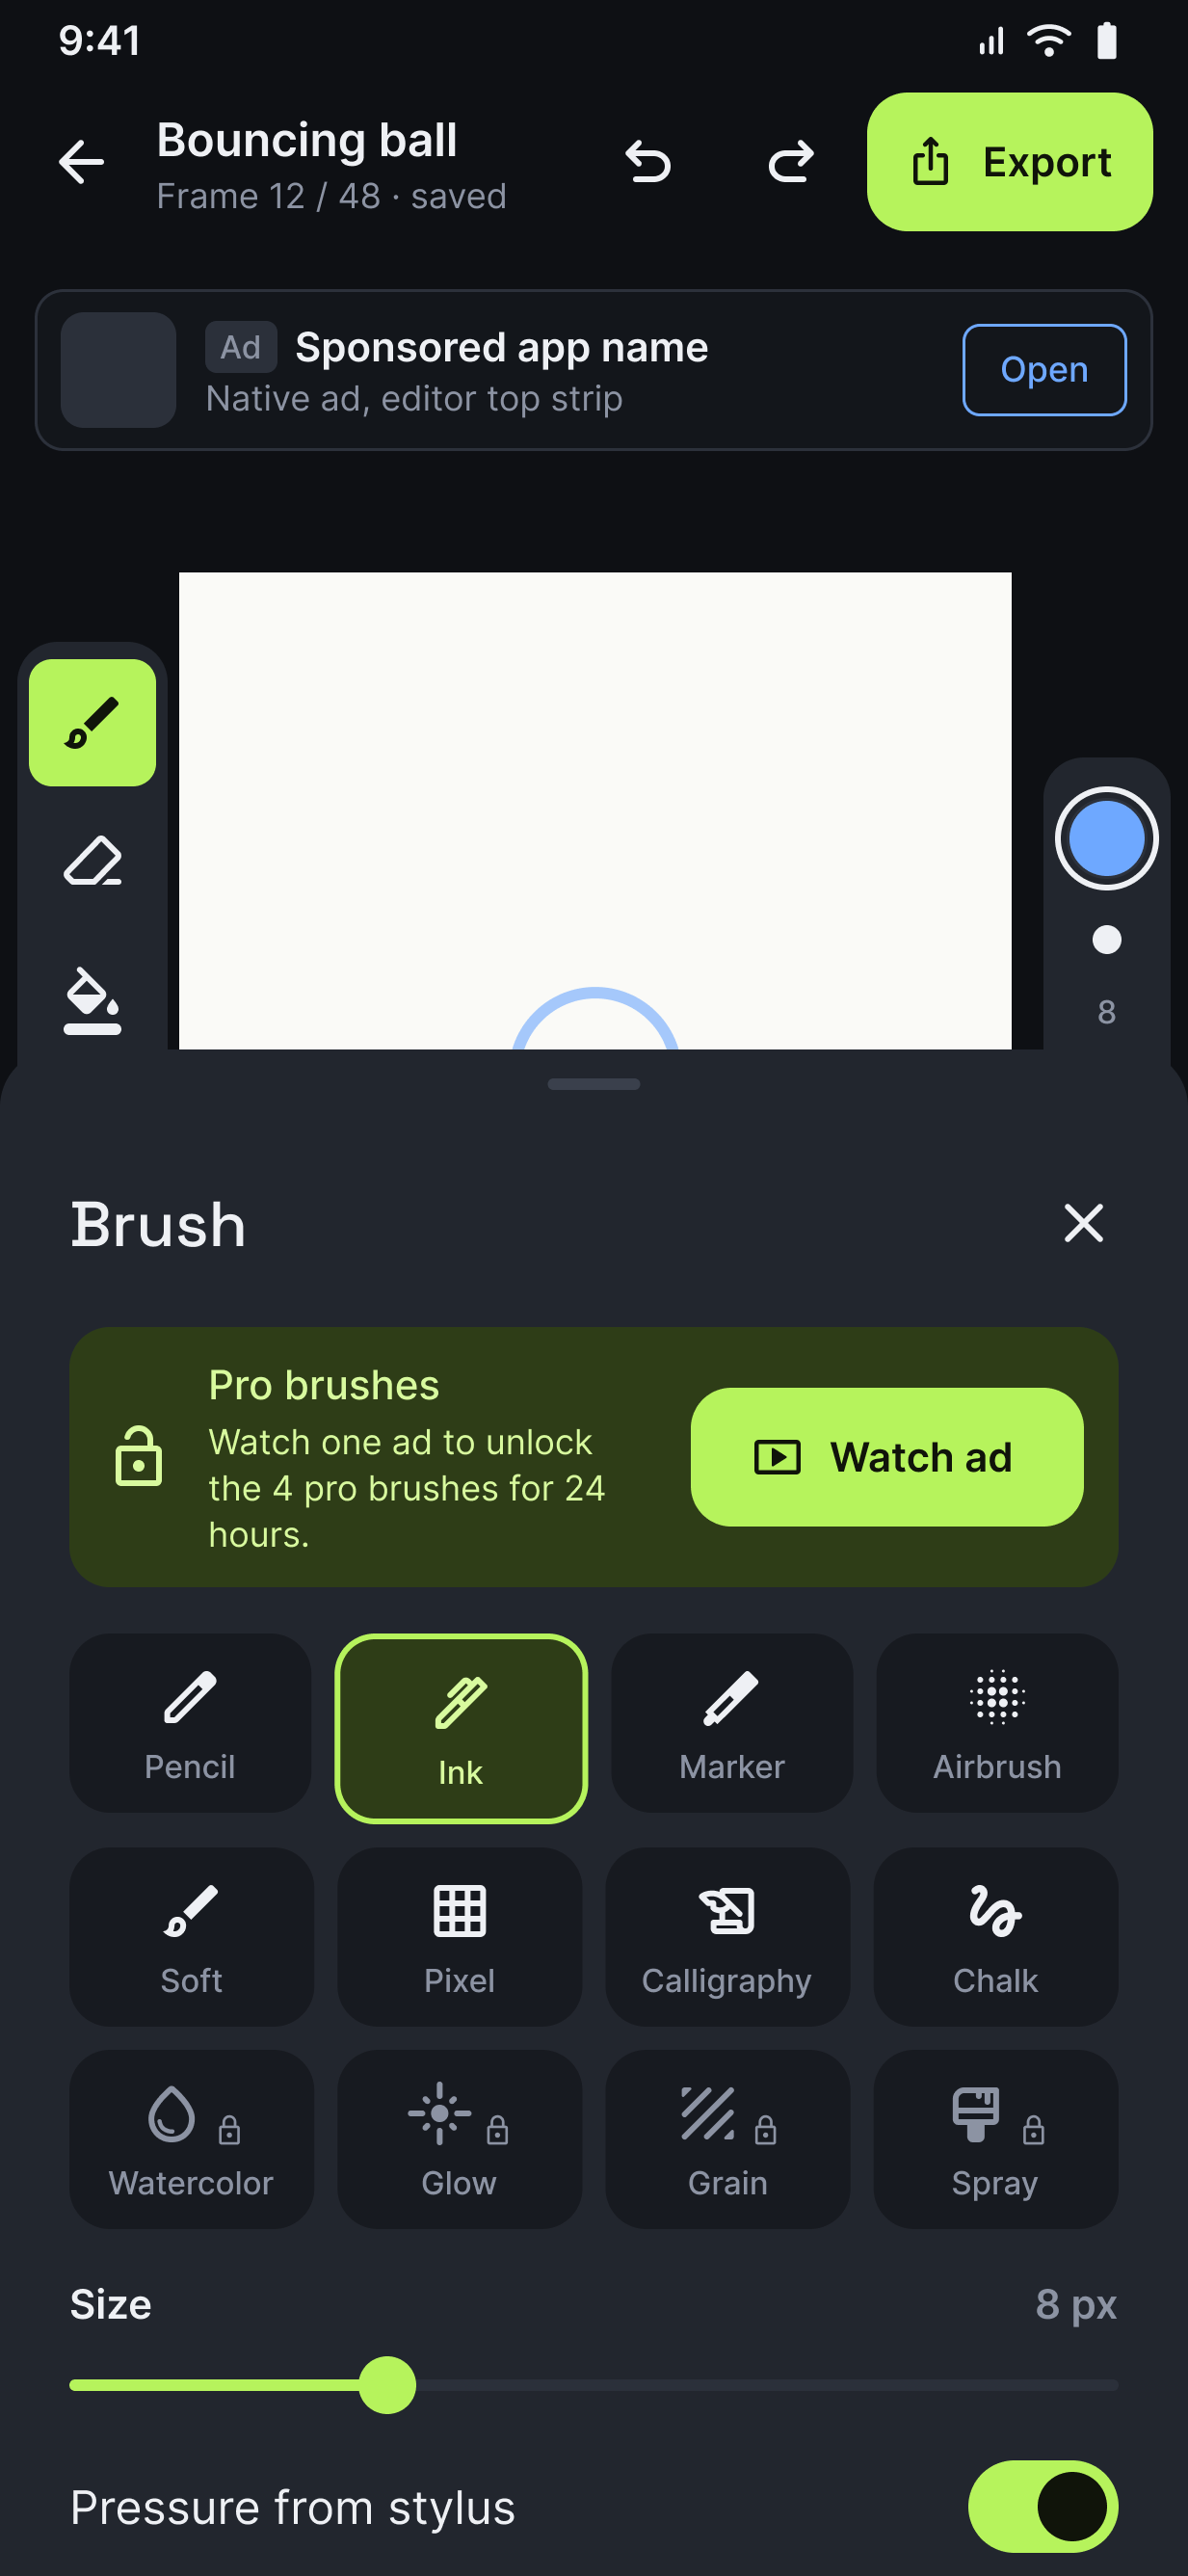 9:41
Bouncing ball
Frame 12 / 48 · saved
Export
Ad Sponsored app name
Native ad, editor top strip
Open
8
Brush
Pro brushes
Watch one ad to unlock
the 4 pro brushes for 24
hours.
Watch ad
Pencil
Ink
Marker
Airbrush
Soft
Pixel
Calligraphy
Chalk
Watercolor
Glow
Grain
Spray
Size
8 px
Pressure from stylus